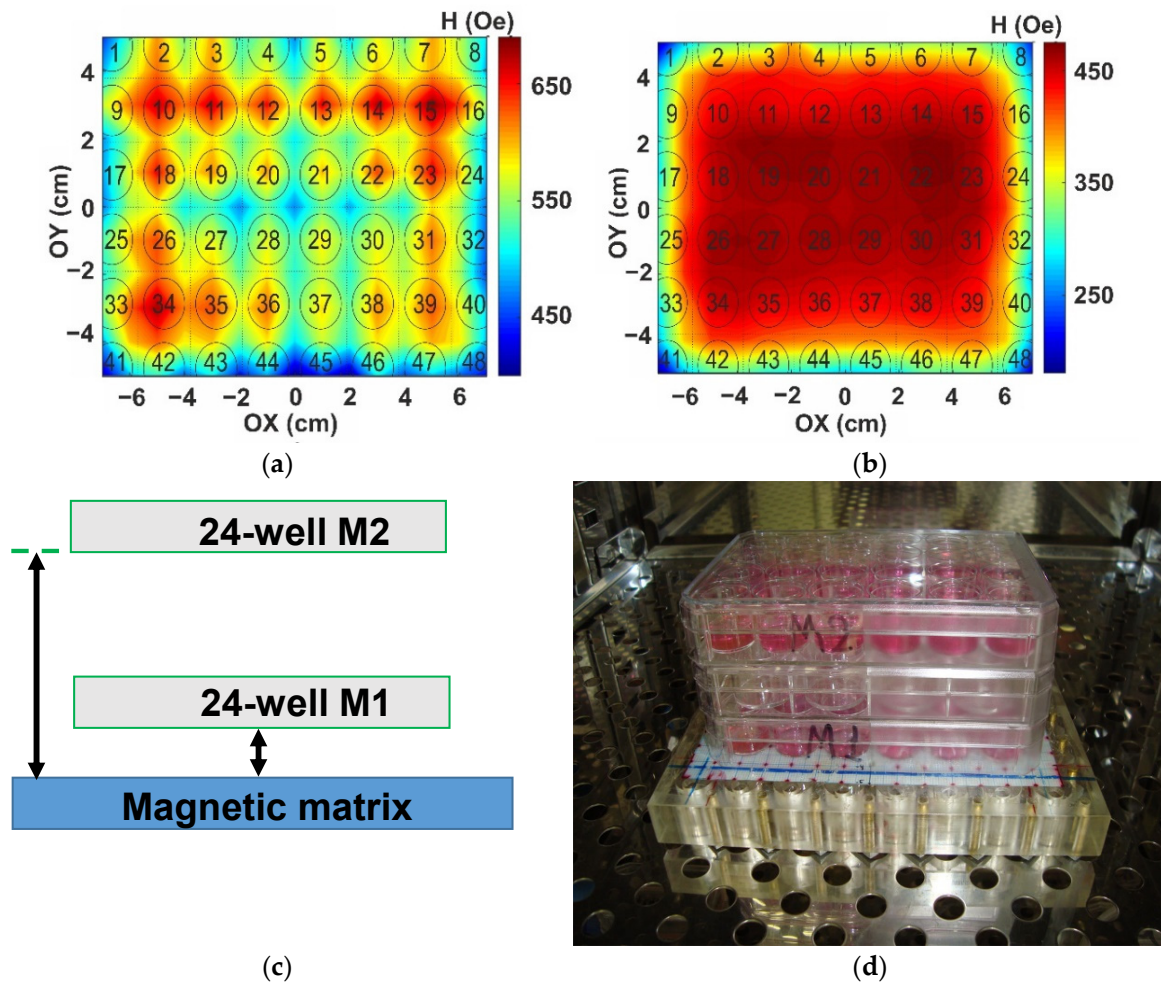 H (Oe)
1 2 3 4 5 6 7 8
4
650
9 10 11 12 13 14 15 16
2
17 18 19 20 21 22 23 24
0
550
25 26 27 28 29 30 31 32
−2
33 34 35 36 37 38 39 40
450
−4
41 42 43 44 45 46 47 48
OY (cm)
−6 −4 −2 0 2 4 6
OX (cm)
(a)
H (Oe)
1 2 3 4 5 6 7 8
450
4
9 10 11 12 13 14 15 16
2
17 18 19 20 21 22 23 24
350
0
25 26 27 28 29 30 31 32
−2
250
33 34 35 36 37 38 39 40
−4
41 42 43 44 45 46 47 48
OY (cm)
−6 −4 −2 0 2 4 6
OX (cm)
(b)
24-well M2
24-well M1
Magnetic matrix
(c)
M2
M1
(d)